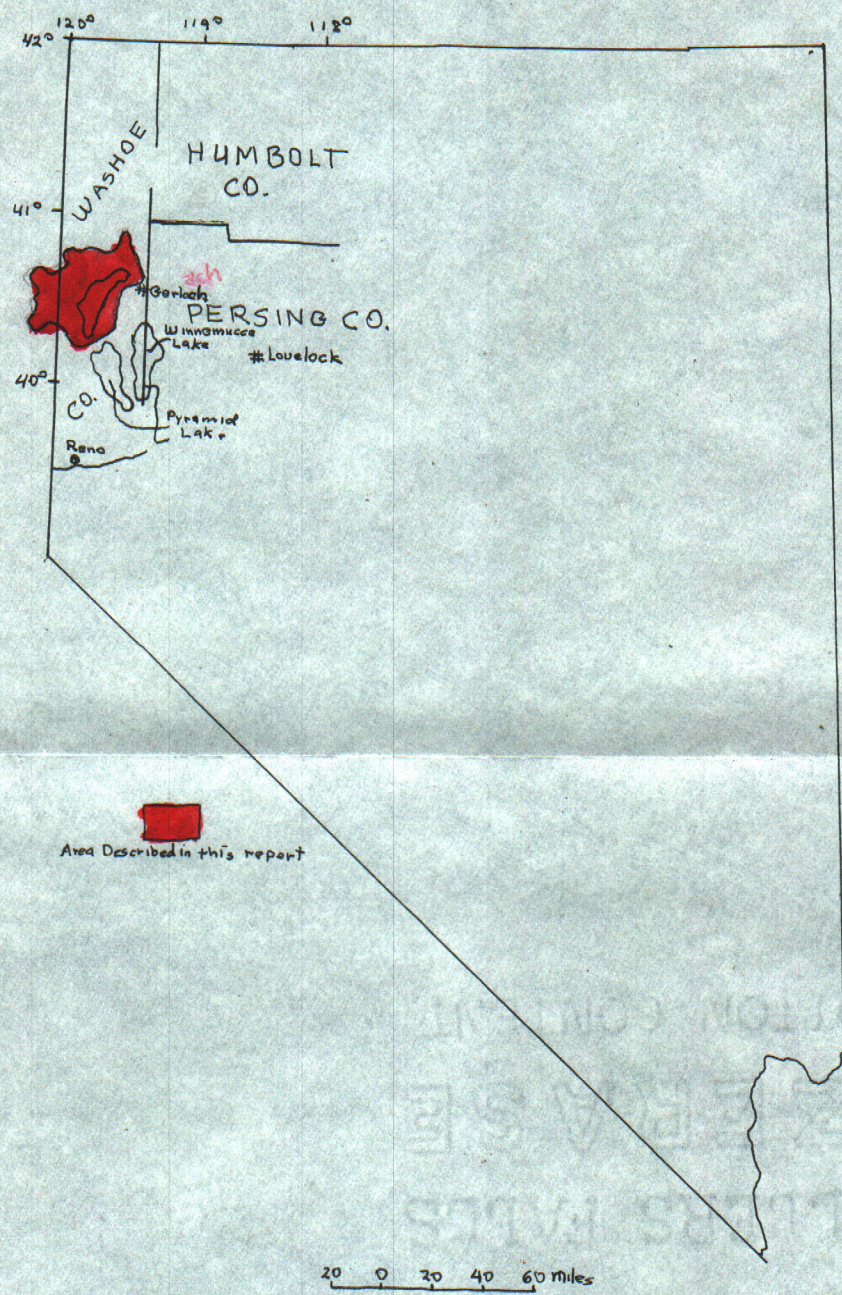 120° 119° 118°
42°
WASHOE
HUMBOLT
CO.
41°
ach
#Gerlach
PERSING CO.
Winnemucca
Lake
#Lovelock
40°
CO.
Pyramid
Lake
Reno
Area Described in this report
20 0 20 40 60 miles